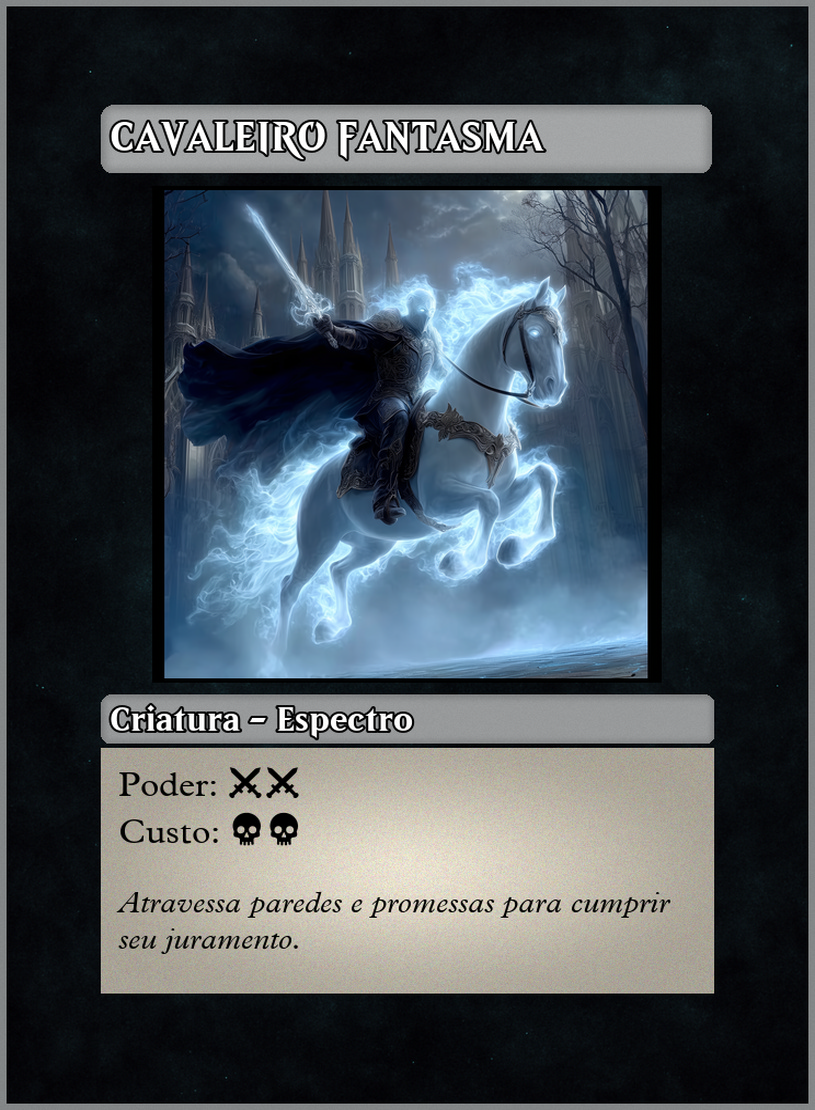 CAVALEIRO FANTASMA
Criatura – Espectro
Poder: ⚔⚔
Custo: 💀💀
Atravessa paredes e promessas para cumprir
seu juramento.